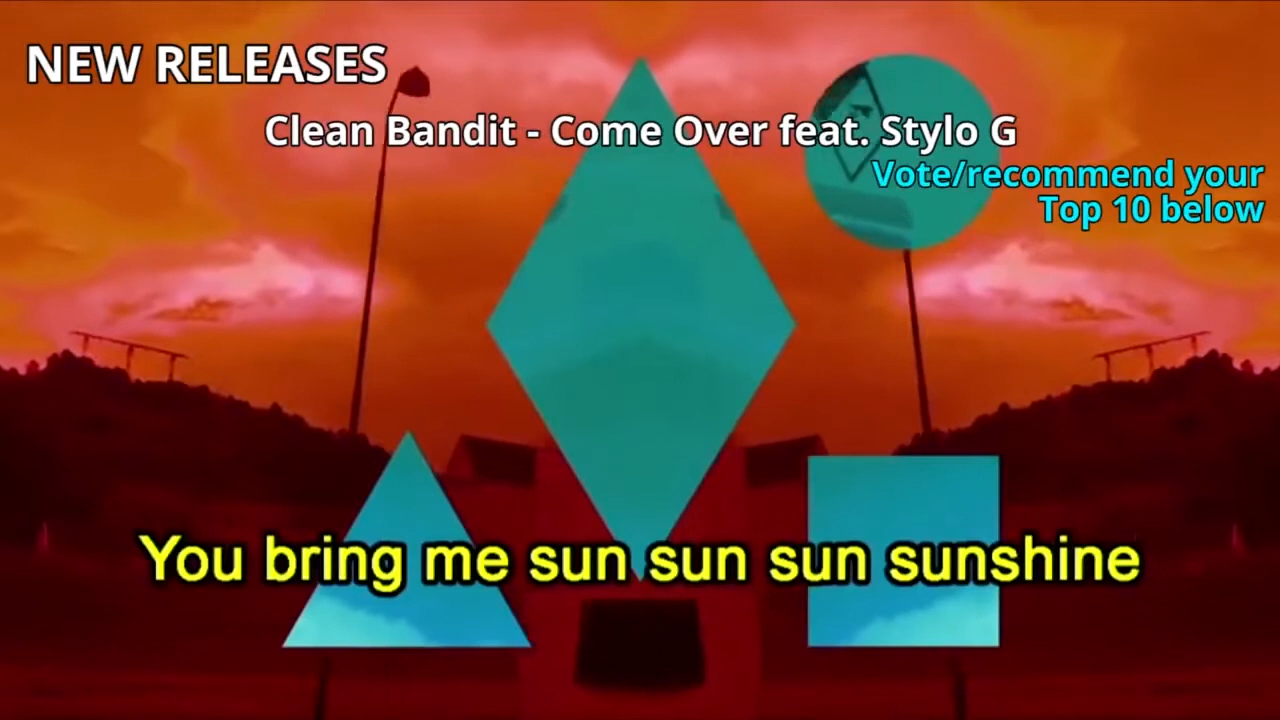 NEW RELEASES
Clean Bandit - Come Over feat. Stylo G
Vote/recommend your
Top 10 below
You bring me sun sun sun sunshine